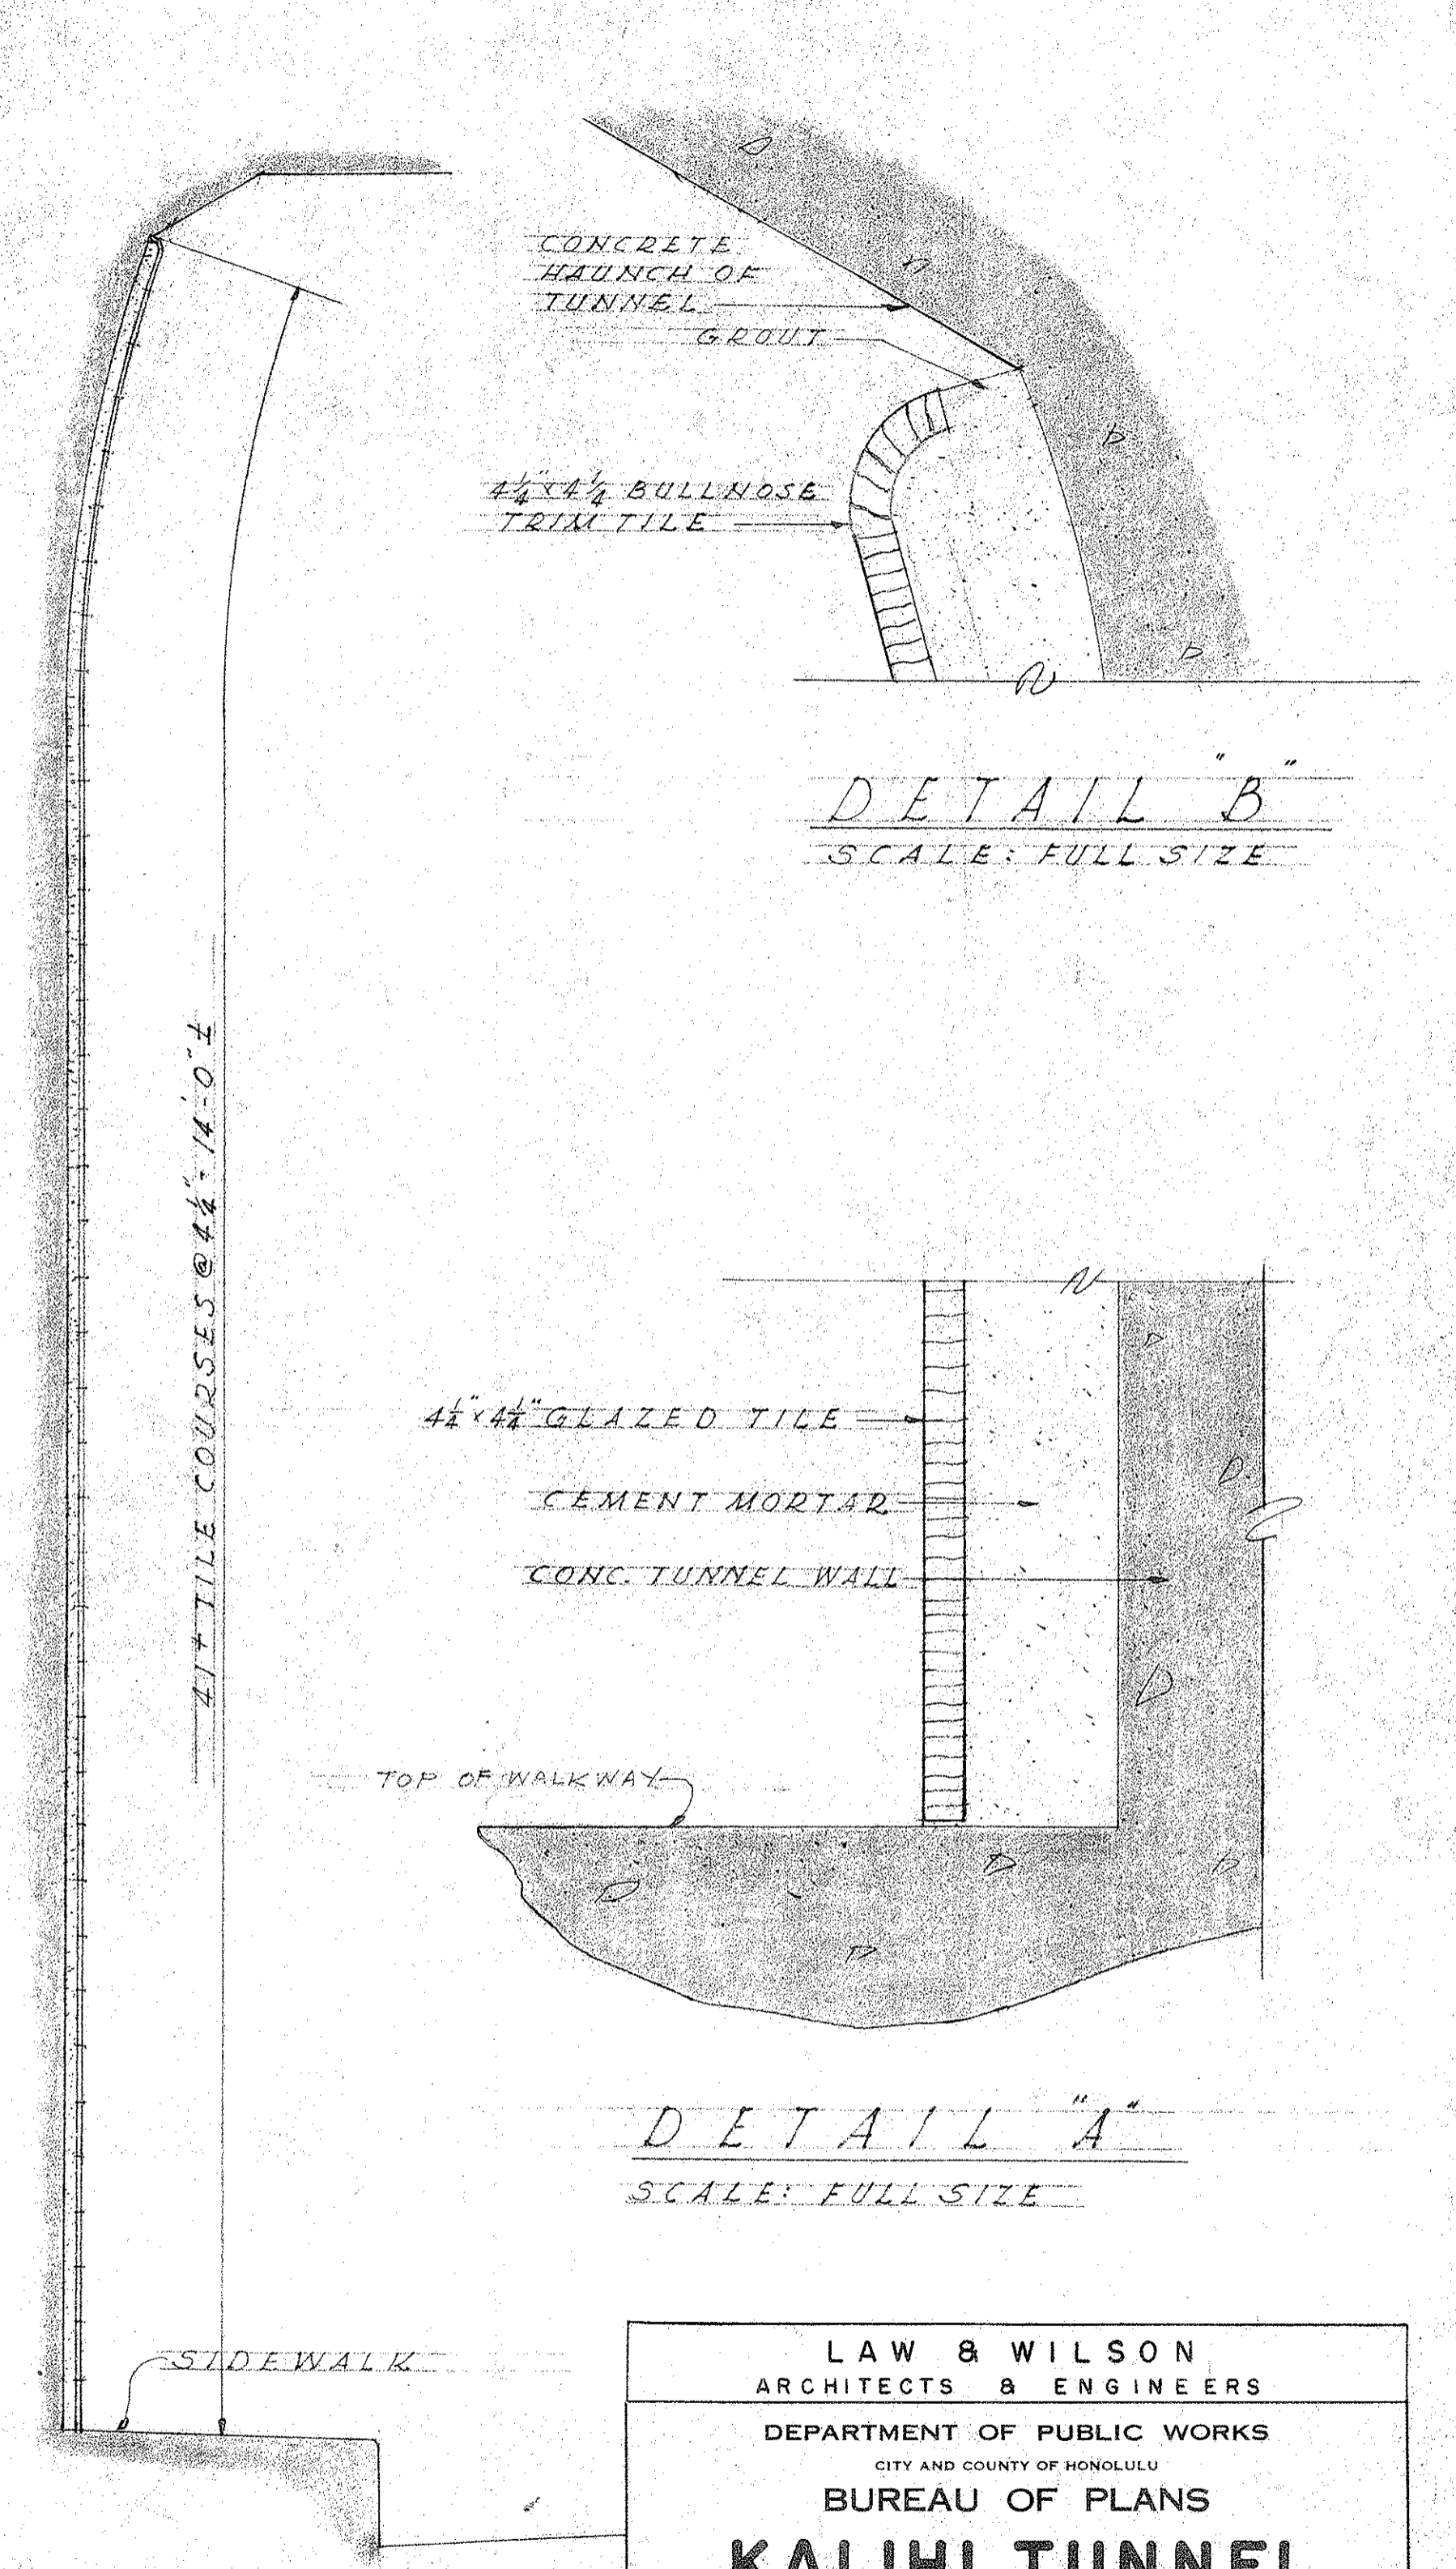 CONCRETE
HAUNCH OF
TUNNEL
GROUT
4¼"x4¼ BULLNOSE
TRIM TILE
DETAIL "B"
SCALE: FULL SIZE
41± TILE COURSES @ 4¼" = 14'-0" ±
4¼"x4¼" GLAZED TILE
CEMENT MORTAR
CONC. TUNNEL WALL
TOP OF WALKWAY
DETAIL "A"
SCALE: FULL SIZE
SIDEWALK
LAW & WILSON
ARCHITECTS & ENGINEERS
DEPARTMENT OF PUBLIC WORKS
CITY AND COUNTY OF HONOLULU
BUREAU OF PLANS
KALIHI TUNNEL